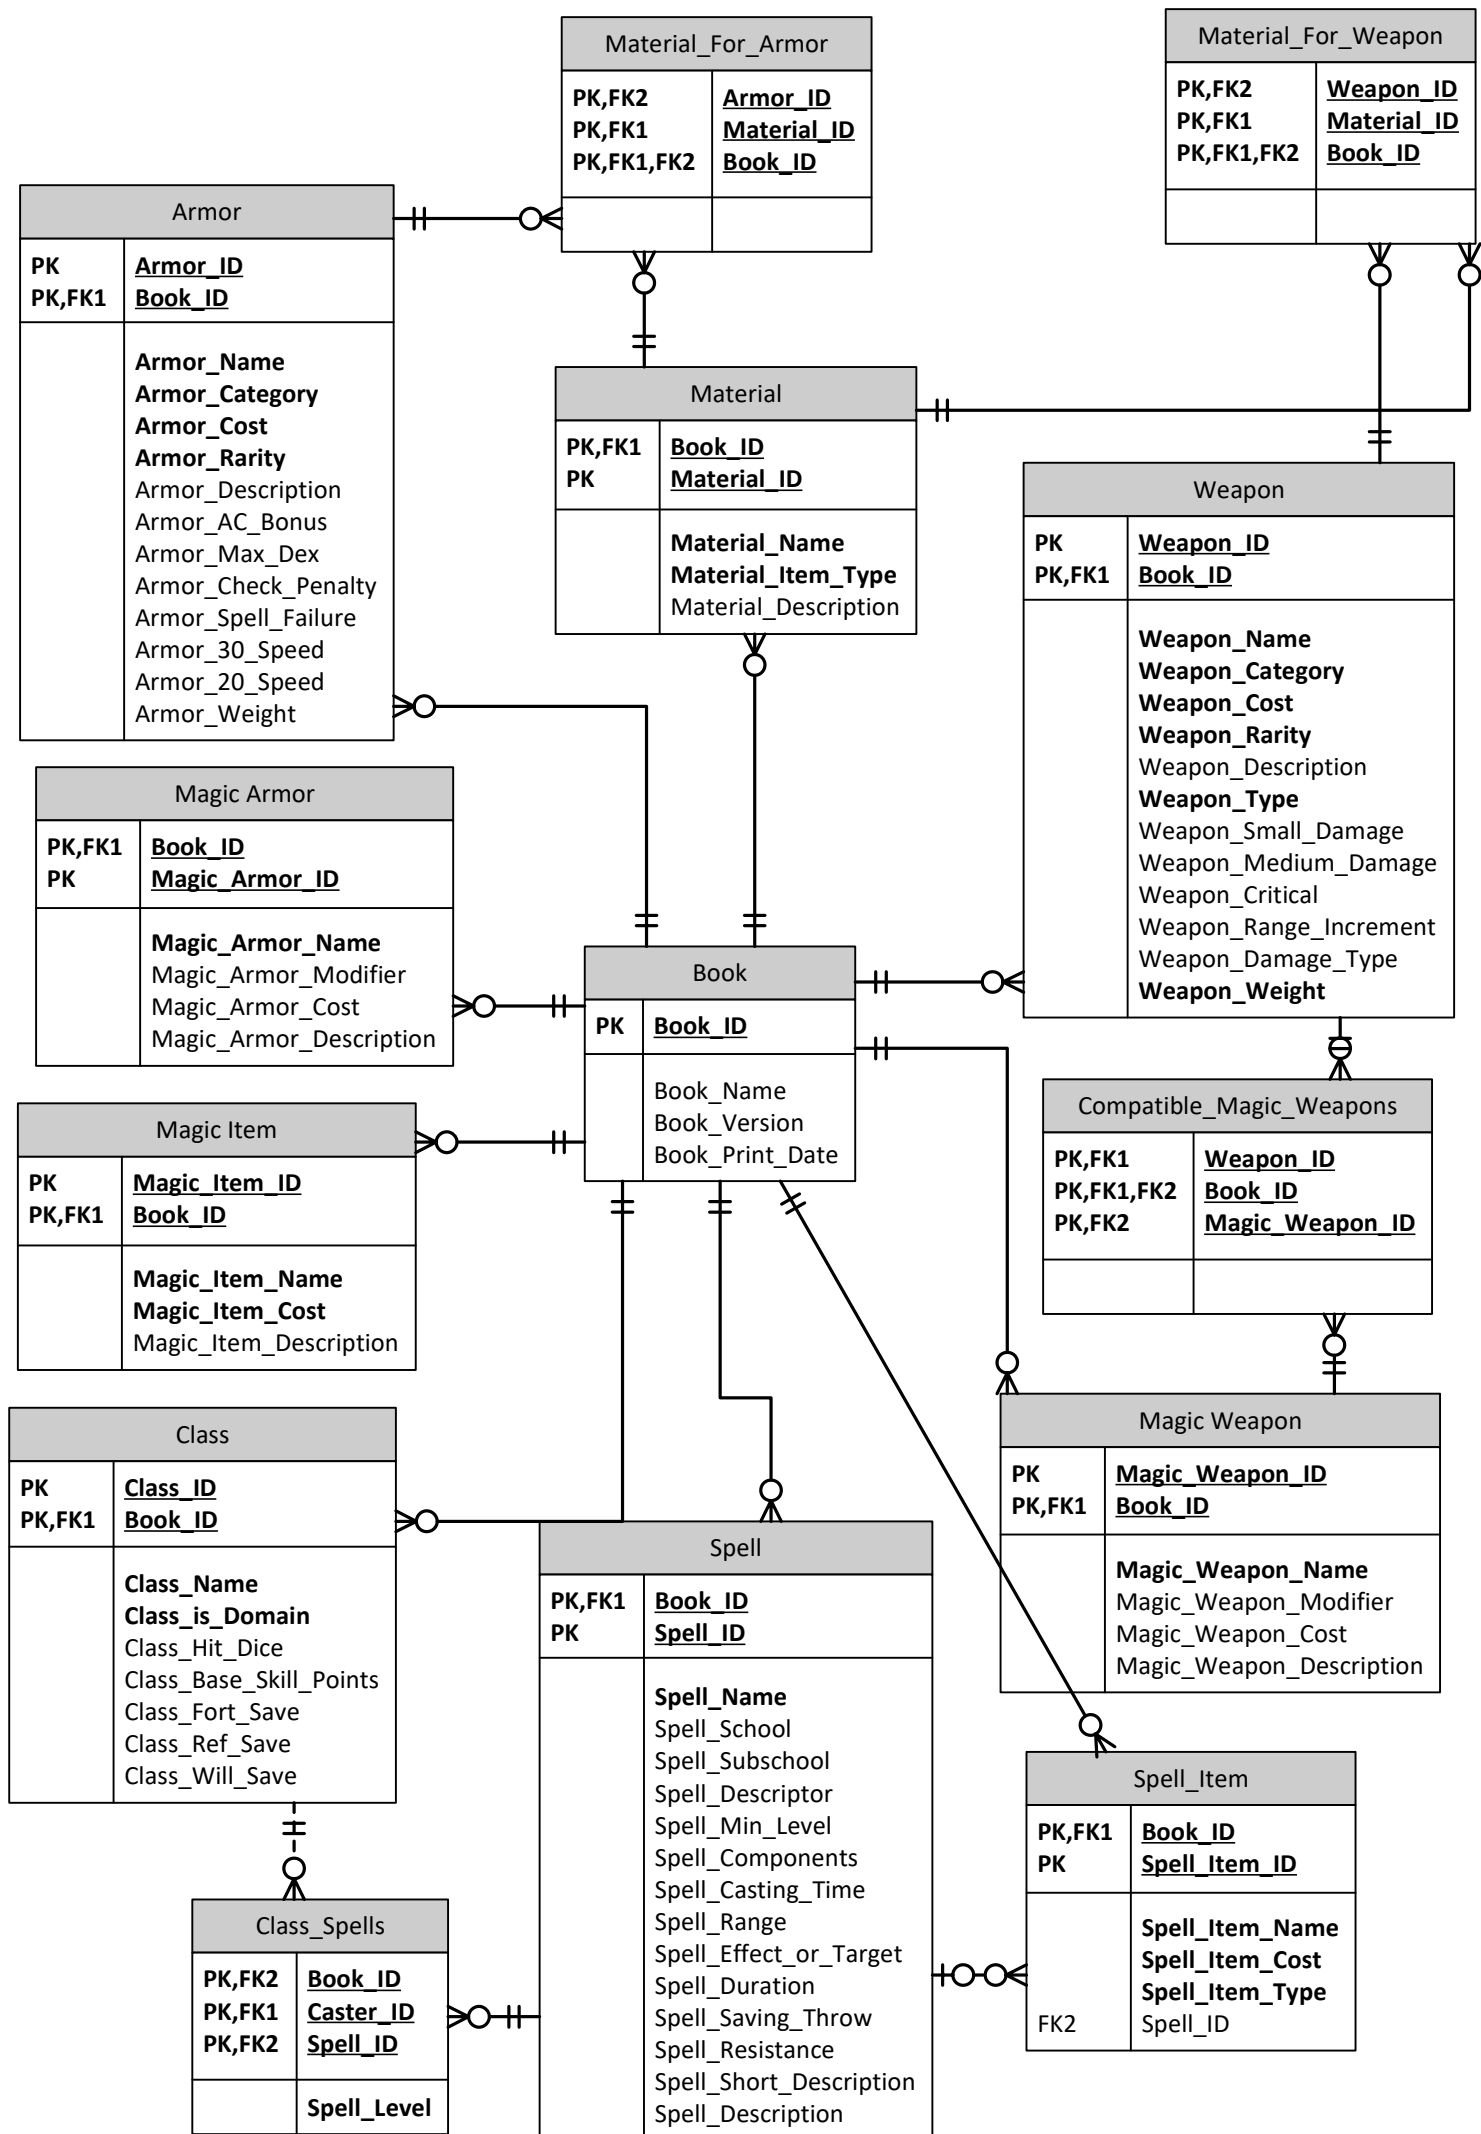 Material_For_Armor
PK,FK2 Armor_ID
PK,FK1 Material_ID
PK,FK1,FK2 Book_ID
Material_For_Weapon
PK,FK2 Weapon_ID
PK,FK1 Material_ID
PK,FK1,FK2 Book_ID
Armor
PK Armor_ID
PK,FK1 Book_ID
Armor_Name
Armor_Category
Armor_Cost
Armor_Rarity
Armor_Description
Armor_AC_Bonus
Armor_Max_Dex
Armor_Check_Penalty
Armor_Spell_Failure
Armor_30_Speed
Armor_20_Speed
Armor_Weight
Material
PK,FK1 Book_ID
PK Material_ID
Material_Name
Material_Item_Type
Material_Description
Weapon
PK Weapon_ID
PK,FK1 Book_ID
Weapon_Name
Weapon_Category
Weapon_Cost
Weapon_Rarity
Weapon_Description
Weapon_Type
Weapon_Small_Damage
Weapon_Medium_Damage
Weapon_Critical
Weapon_Range_Increment
Weapon_Damage_Type
Weapon_Weight
Magic Armor
PK,FK1 Book_ID
PK Magic_Armor_ID
Magic_Armor_Name
Magic_Armor_Modifier
Magic_Armor_Cost
Magic_Armor_Description
Book
PK Book_ID
Book_Name
Book_Version
Book_Print_Date
Compatible_Magic_Weapons
PK,FK1 Weapon_ID
PK,FK1,FK2 Book_ID
PK,FK2 Magic_Weapon_ID
Magic Item
PK Magic_Item_ID
PK,FK1 Book_ID
Magic_Item_Name
Magic_Item_Cost
Magic_Item_Description
Magic Weapon
PK Magic_Weapon_ID
PK,FK1 Book_ID
Magic_Weapon_Name
Magic_Weapon_Modifier
Magic_Weapon_Cost
Magic_Weapon_Description
Class
PK Class_ID
PK,FK1 Book_ID
Class_Name
Class_is_Domain
Class_Hit_Dice
Class_Base_Skill_Points
Class_Fort_Save
Class_Ref_Save
Class_Will_Save
Spell
PK,FK1 Book_ID
PK Spell_ID
Spell_Name
Spell_School
Spell_Subschool
Spell_Descriptor
Spell_Min_Level
Spell_Components
Spell_Casting_Time
Spell_Range
Spell_Effect_or_Target
Spell_Duration
Spell_Saving_Throw
Spell_Resistance
Spell_Short_Description
Spell_Description
Spell_Item
PK,FK1 Book_ID
PK Spell_Item_ID
Spell_Item_Name
Spell_Item_Cost
Spell_Item_Type
FK2 Spell_ID
Class_Spells
PK,FK2 Book_ID
PK,FK1 Caster_ID
PK,FK2 Spell_ID
Spell_Level